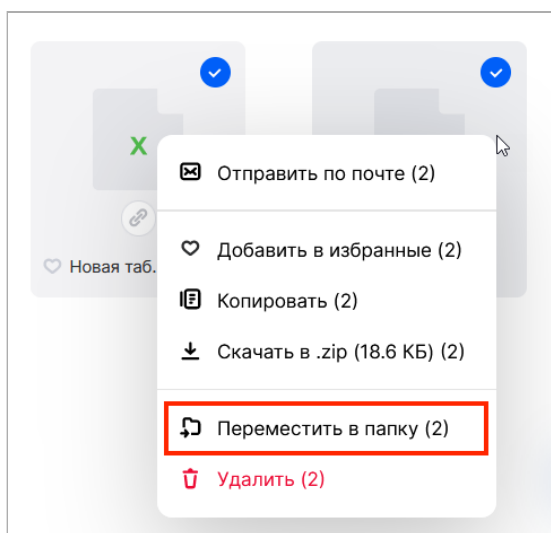 X
Отправить по почте (2)
Добавить в избранные (2)
Новая таб.
Копировать (2)
Скачать в .zip (18.6 КБ) (2)
Переместить в папку (2)
Удалить (2)